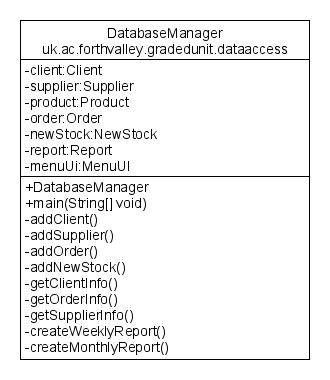 DatabaseManager
uk.ac.forthvalley.gradedunit.dataaccess
-client:Client
-supplier:Supplier
-product:Product
-order:Order
-newStock:NewStock
-report:Report
-menuUi:MenuUI
+DatabaseManager
+main(String[] void)
-addClient()
-addSupplier()
-addOrder()
-addNewStock()
-getClientInfo()
-getOrderInfo()
-getSupplierInfo()
-createWeeklyReport()
-createMonthlyReport()